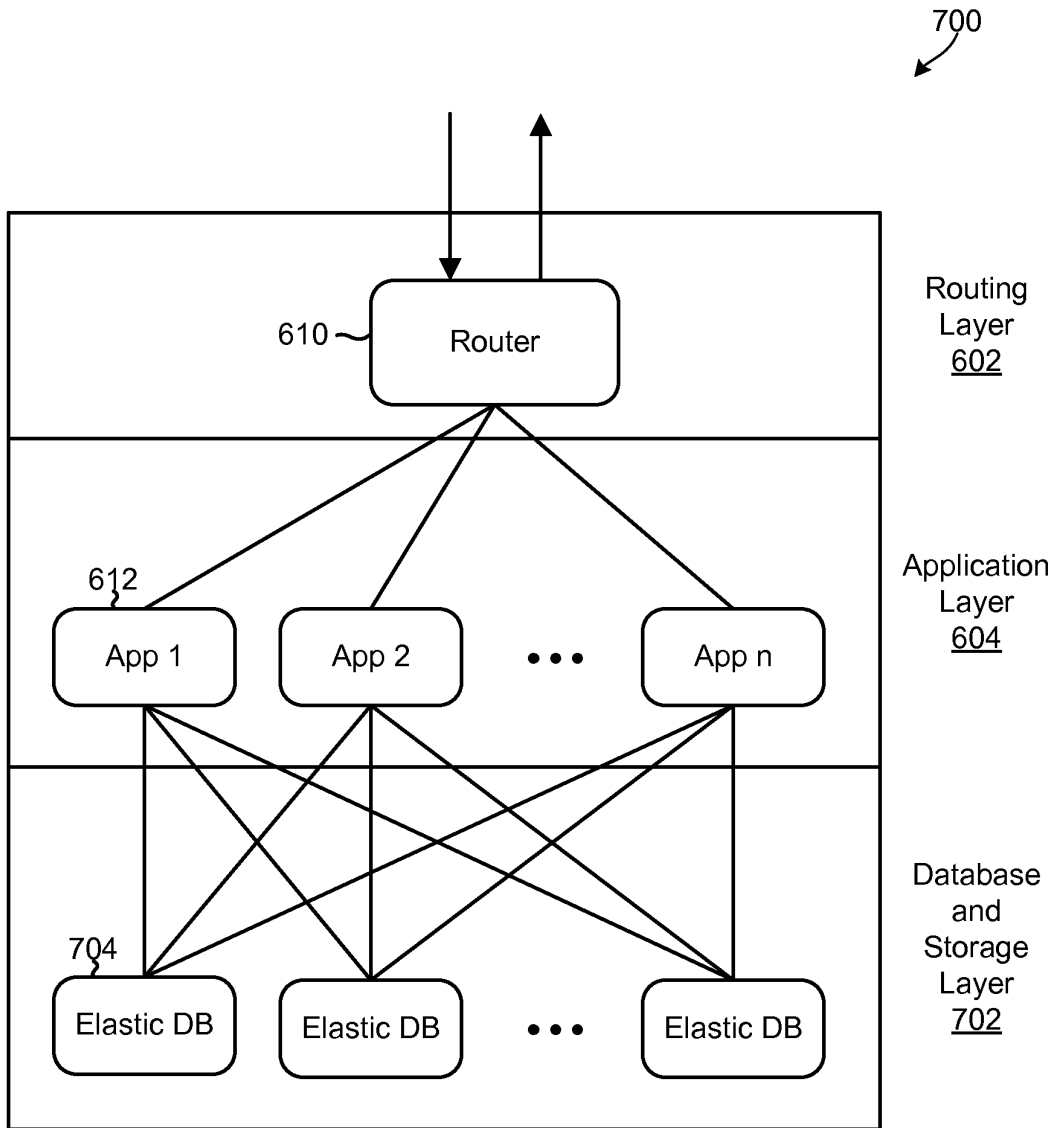 700
Routing
Layer
602
610
Router
Application
Layer
604
612
App 1
App 2
App n
Database
and
Storage
Layer
702
704
Elastic DB
Elastic DB
Elastic DB